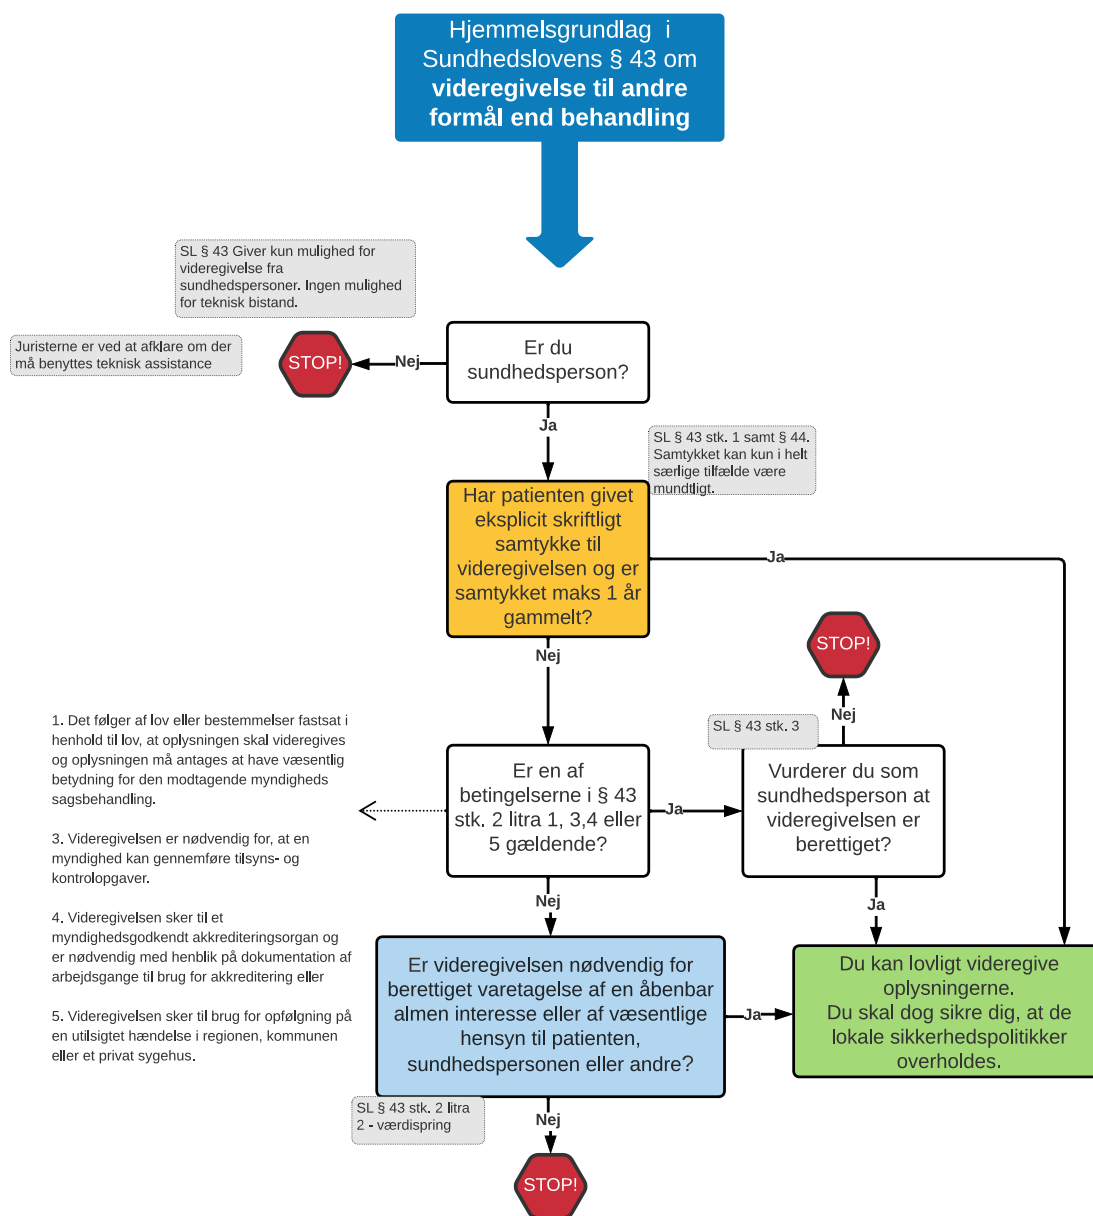 Hjemmelsgrundlag i
Sundhedslovens § 43 om
videregivelse til andre
formål end behandling
SL § 43 Giver kun mulighed for
videregivelse fra
sundhedspersoner. Ingen mulighed
for teknisk bistand.
Juristerne er ved at afklare om der
må benyttes teknisk assistance
STOP!
Nej
Er du
sundhedsperson?
Ja
SL § 43 stk. 1 samt § 44.
Samtykket kan kun i helt
særlige tilfælde være
mundtligt.
Har patienten givet
eksplicit skriftligt
samtykke til
videregivelsen og er
samtykket maks 1 år
gammelt?
Ja
Nej
STOP!
Nej
SL § 43 stk. 3
1. Det følger af lov eller bestemmelser fastsat i
henhold til lov, at oplysningen skal videregives
og oplysningen må antages at have væsentlig
betydning for den modtagende myndigheds
sagsbehandling.
3. Videregivelsen er nødvendig for, at en
myndighed kan gennemføre tilsyns- og
kontrolopgaver.
4. Videregivelsen sker til et
myndighedsgodkendt akkrediteringsorgan og
er nødvendig med henblik på dokumentation af
arbejdsgange til brug for akkreditering eller
5. Videregivelsen sker til brug for opfølgning på
en utilsigtet hændelse i regionen, kommunen
eller et privat sygehus.
Er en af
betingelserne i § 43
stk. 2 litra 1, 3,4 eller
5 gældende?
Ja
Vurderer du som
sundhedsperson at
videregivelsen er
berettiget?
Nej
Ja
Er videregivelsen nødvendig for
berettiget varetagelse af en åbenbar
almen interesse eller af væsentlige
hensyn til patienten,
sundhedspersonen eller andre?
Ja
Du kan lovligt videregive
oplysningerne.
Du skal dog sikre dig, at de
lokale sikkerhedspolitikker
overholdes.
SL § 43 stk. 2 litra
2 - værdispring
Nej
STOP!